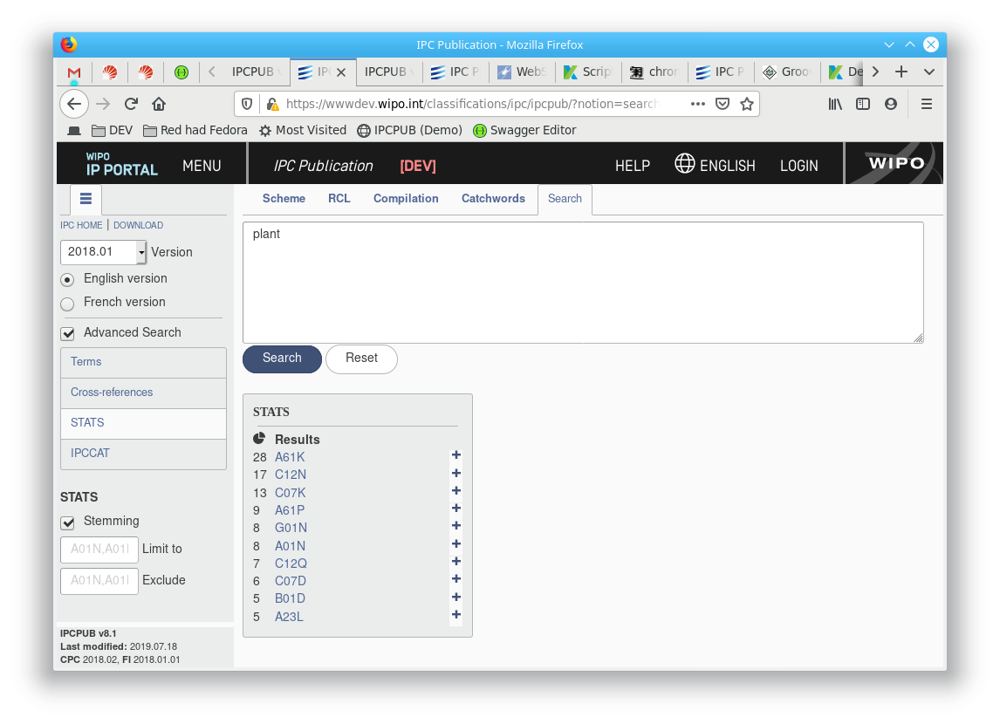 IPC Publication - Mozilla Firefox
IPCPUB IPC IPCPUB IPC P WebS Scrip chron IPC P Groo De
https://wwwdev.wipo.int/classifications/ipc/ipcpub/?notion=search
DEV Red had Fedora Most Visited IPCPUB (Demo) Swagger Editor
WIPO
IP PORTAL MENU IPC Publication [DEV] HELP ENGLISH LOGIN WIPO
Scheme RCL Compilation Catchwords Search
IPC HOME | DOWNLOAD
plant
2018.01 Version
English version
French version
Advanced Search
Terms
Search Reset
Cross-references
STATS
IPCCAT
STATS
Stemming
A01N,A01 Limit to
A01N,A01 Exclude
STATS
Results
28 A61K +
17 C12N +
13 C07K +
9 A61P +
8 G01N +
8 A01N +
7 C12Q +
6 C07D +
5 B01D +
5 A23L +
IPCPUB v8.1
Last modified: 2019.07.18
CPC 2018.02, FI 2018.01.01